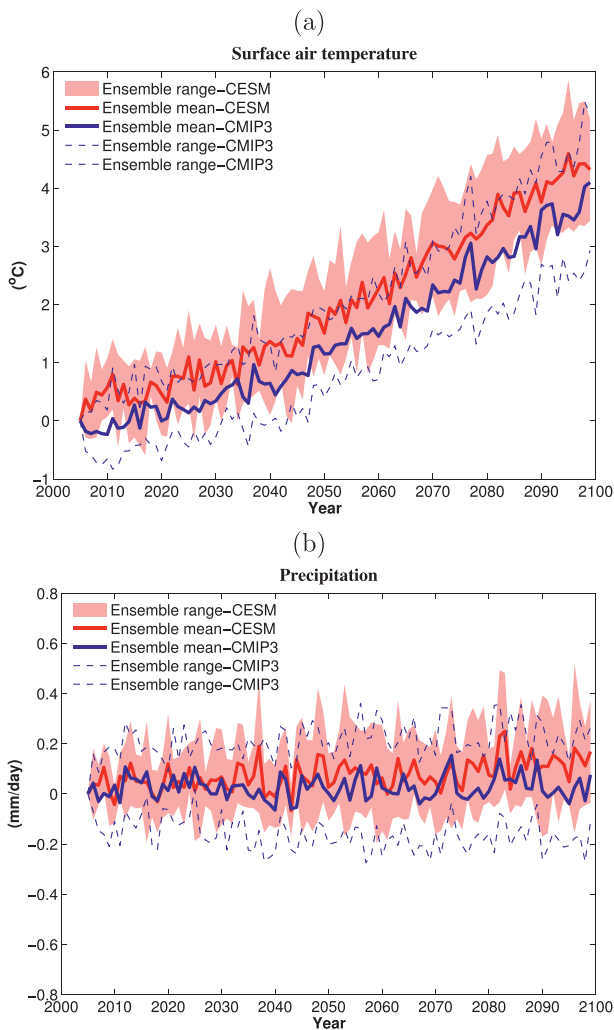 (a)
Surface air temperature
6
5
4
3
2
1
0
−1
(°C)
Ensemble range−CESM
Ensemble mean−CESM
Ensemble mean−CMIP3
Ensemble range−CMIP3
Ensemble range−CMIP3
2000 2010 2020 2030 2040 2050 2060 2070 2080 2090 2100
Year
(b)
Precipitation
0.8
0.6
0.4
0.2
0
−0.2
−0.4
−0.6
−0.8
(mm/day)
Ensemble range−CESM
Ensemble mean−CESM
Ensemble mean−CMIP3
Ensemble range−CMIP3
Ensemble range−CMIP3
2000 2010 2020 2030 2040 2050 2060 2070 2080 2090 2100
Year